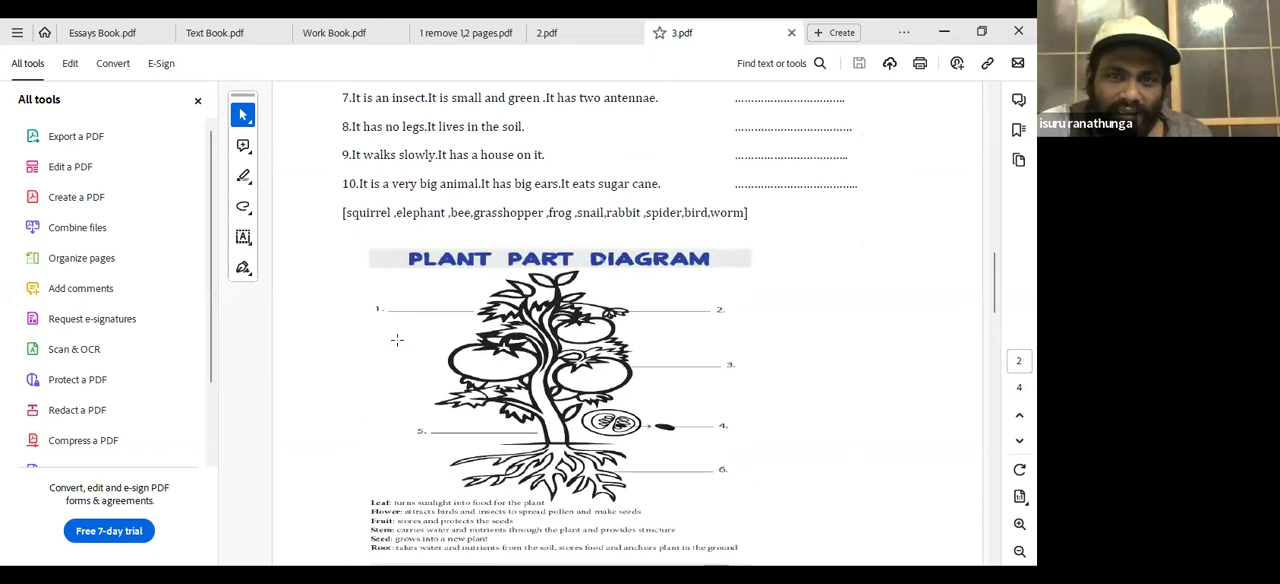 Essays Book.pdf
Text Book.pdf
Work Book.pdf
1 remove 1,2 pages.pdf
2.pdf
3.pdf
Create
All tools
Edit
Convert
E-Sign
Find text or tools
All tools
Export a PDF
Edit a PDF
Create a PDF
Combine files
Organize pages
Add comments
Request e-signatures
Scan & OCR
Protect a PDF
Redact a PDF
Compress a PDF
Convert, edit and e-sign PDF
forms & agreements.
Free 7-day trial
7.It is an insect.It is small and green .It has two antennae. ................................
8.It has no legs.It lives in the soil. ..................................
9.It walks slowly.It has a house on it. .................................
10.It is a very big animal.It has big ears.It eats sugar cane. ....................................
[squirrel ,elephant ,bee,grasshopper ,frog ,snail,rabbit ,spider,bird,worm]
PLANT PART DIAGRAM
1.
2.
3.
4.
5.
6.
Leaf: turns sunlight into food for the plant
Flower: attracts birds and insects to spread pollen and make seeds
Fruit: stores and protects the seeds
Stem: carries water and nutrients through the plant and provides structure
Seed: grows into a new plant
Root: takes water and nutrients from the soil, stores food and anchors plant in the ground
2
4
isuru ranathunga